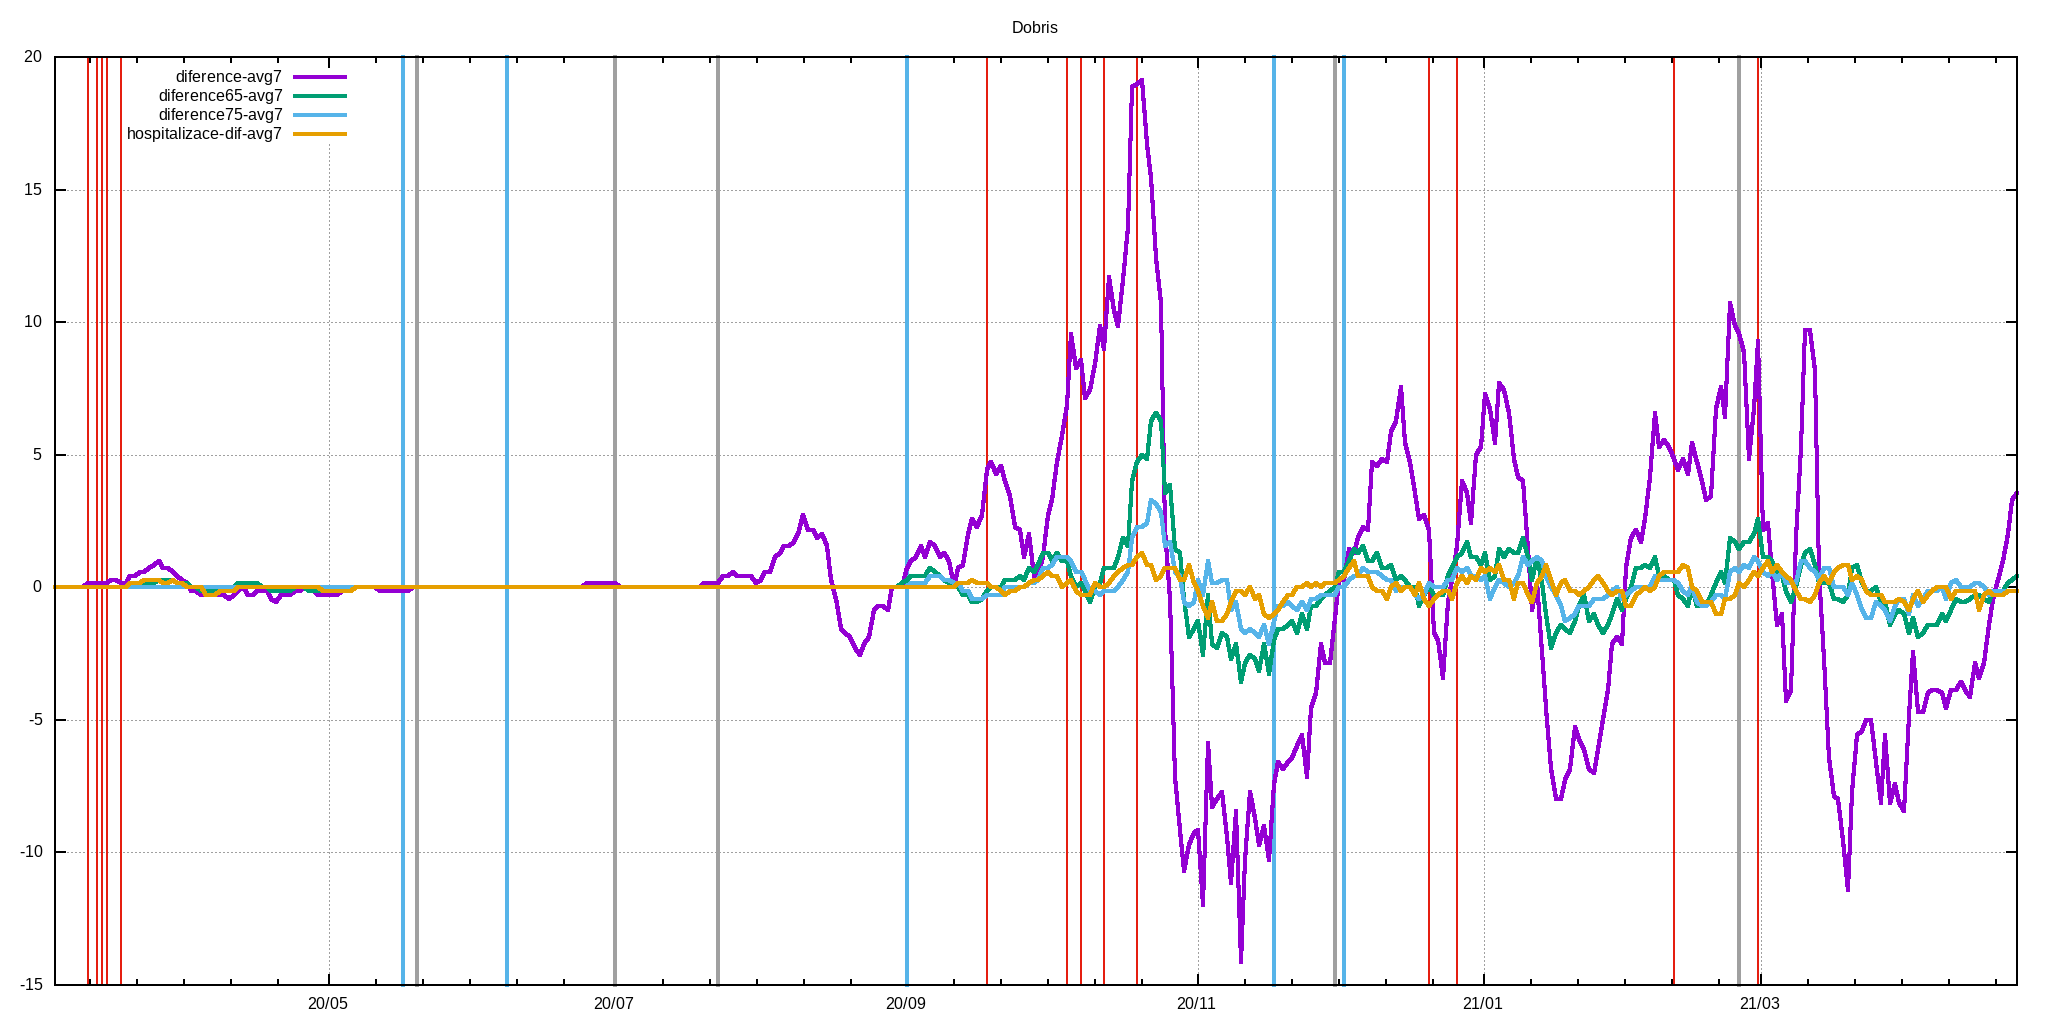 Dobris
20
diference-avg7
diference65-avg7
diference75-avg7
hospitalizace-dif-avg7
15
10
5
0
-5
-10
-15
20/05 20/07 20/09 20/11 21/01 21/03